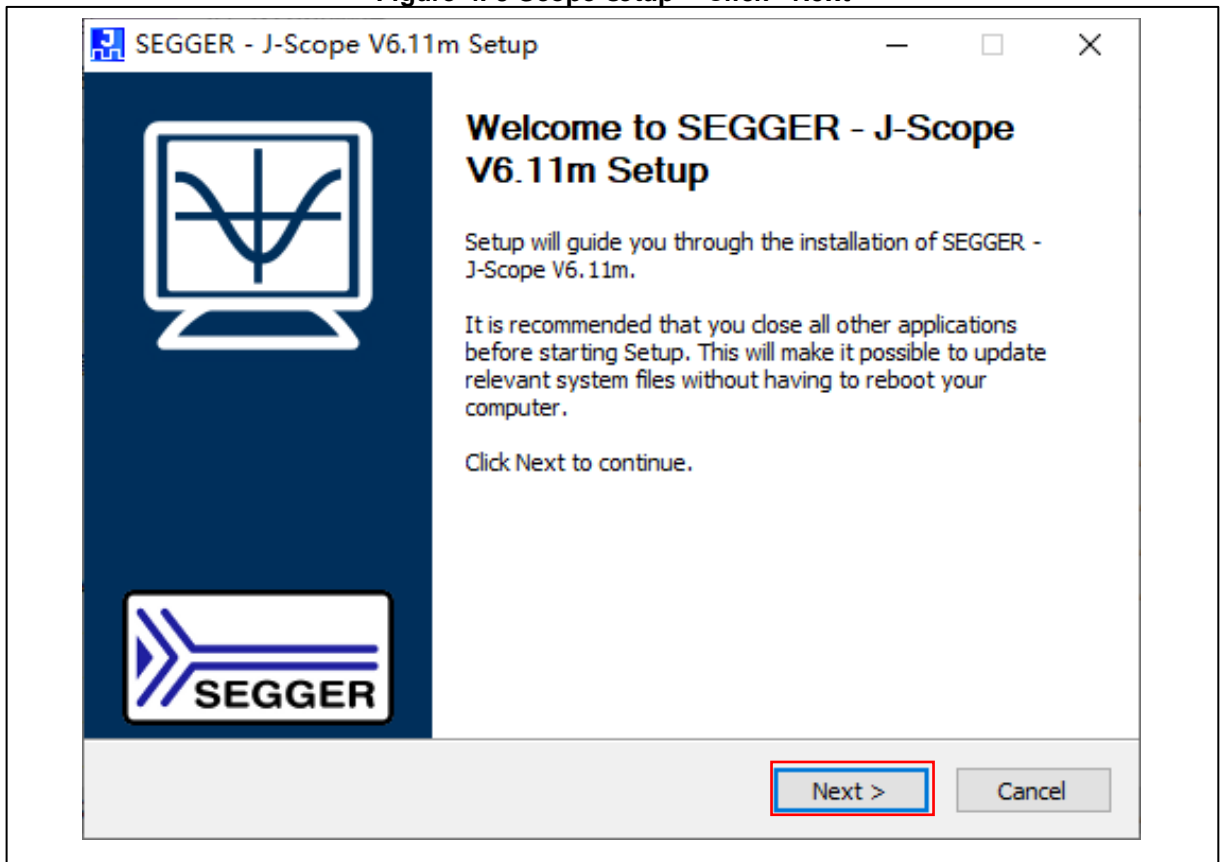 SEGGER - J-Scope V6.11m Setup
Welcome to SEGGER - J-Scope
V6.11m Setup
Setup will guide you through the installation of SEGGER -
J-Scope V6.11m.
It is recommended that you close all other applications
before starting Setup. This will make it possible to update
relevant system files without having to reboot your
computer.
Click Next to continue.
SEGGER
Next >
Cancel